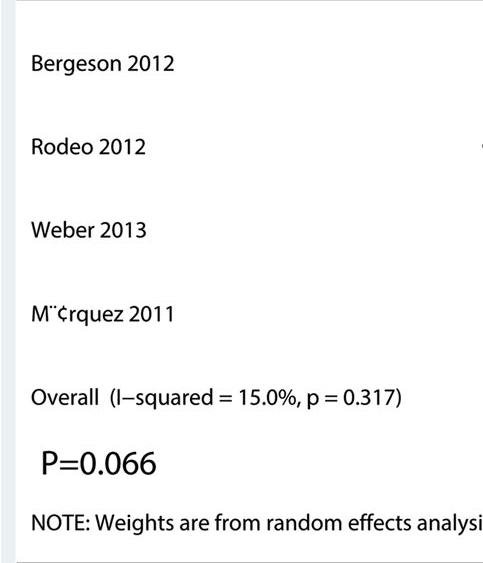 Bergeson 2012
Rodeo 2012
Weber 2013
M¨¢rquez 2011
Overall (I−squared = 15.0%, p = 0.317)
P=0.066
NOTE: Weights are from random effects analysi